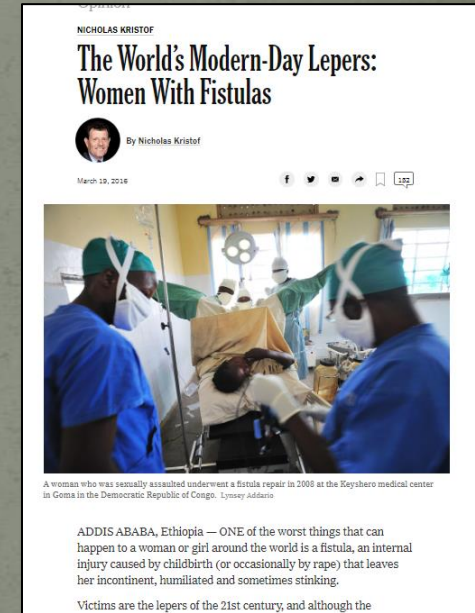 Opinion
NICHOLAS KRISTOF
The World's Modern-Day Lepers:
Women With Fistulas
By Nicholas Kristof
March 19, 2016
152
A woman who was sexually assaulted underwent a fistula repair in 2008 at the Keyshero medical center
in Goma in the Democratic Republic of Congo. Lynsey Addario
ADDIS ABABA, Ethiopia — ONE of the worst things that can
happen to a woman or girl around the world is a fistula, an internal
injury caused by childbirth (or occasionally by rape) that leaves
her incontinent, humiliated and sometimes stinking.
Victims are the lepers of the 21st century, and although the